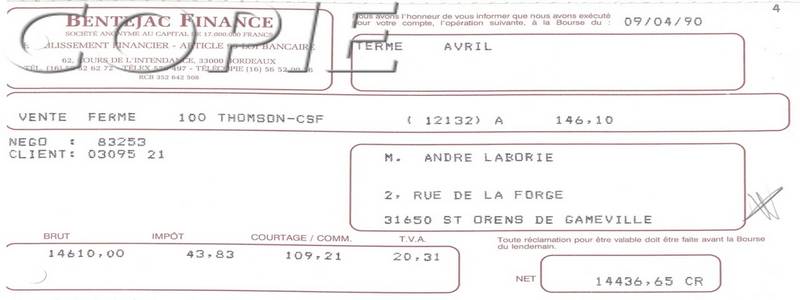 4
BENTEJAC FINANCE
SOCIÉTÉ ANONYME AU CAPITAL DE 17.000.000 FRANCS
ÉTABLISSEMENT FINANCIER - ARTICLE 99 LOI BANCAIRE
62, COURS DE L'INTENDANCE, 33000 BORDEAUX
RCB 352 642 508
COPIE
Nous avons l'honneur de vous informer que nous avons exécuté
pour votre compte, l'opération suivante, à la Bourse du : 09/04/90
TERME AVRIL
VENTE FERME 100 THOMSON-CSF ( 12132) A 146,10
NEGO : 83253
CLIENT: 03095 21
M. ANDRE LABORIE
2, RUE DE LA FORGE
31650 ST ORENS DE GAMEVILLE
BRUT IMPÔT COURTAGE / COMM. T.V.A.
14610,00 43,83 109,21 20,31
Toute réclamation pour être valable doit être faite avant la Bourse
du lendemain.
NET 14436,65 CR